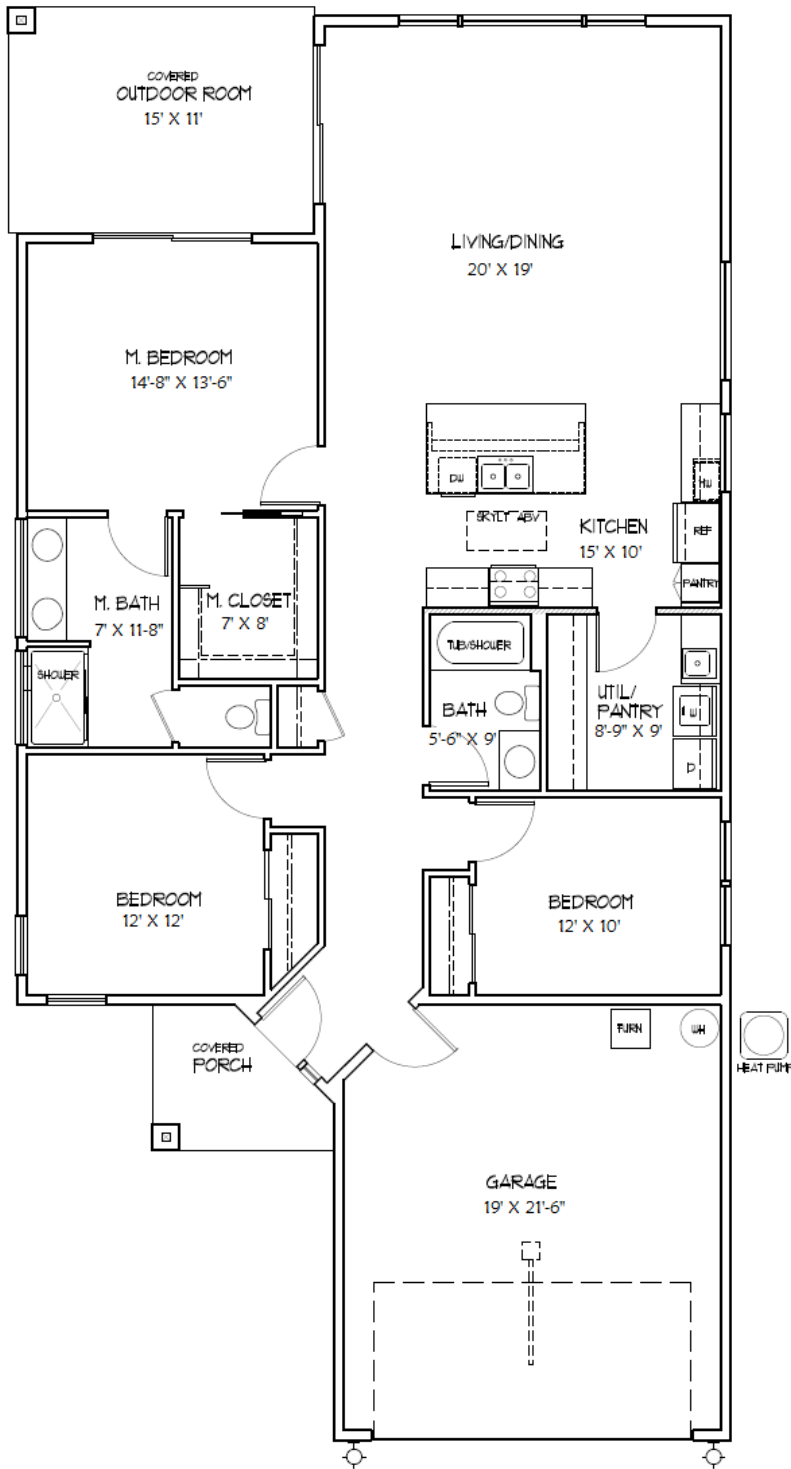 COVERED
OUTDOOR ROOM
15' X 11'
LIVING/DINING
20' X 19'
M. BEDROOM
14'-8" X 13'-6"
DW
HW
SKYLT ABV
KITCHEN
15' X 10'
REF
PANTRY
M. BATH
7' X 11-8"
M. CLOSET
7' X 8'
SHOWER
TUB/SHOWER
BATH
5'-6" X 9'
UTIL/
PANTRY
8'-9" X 9'
W
D
BEDROOM
12' X 12'
BEDROOM
12' X 10'
COVERED
PORCH
FURN
WH
HEAT PUMP
GARAGE
19' X 21'-6"